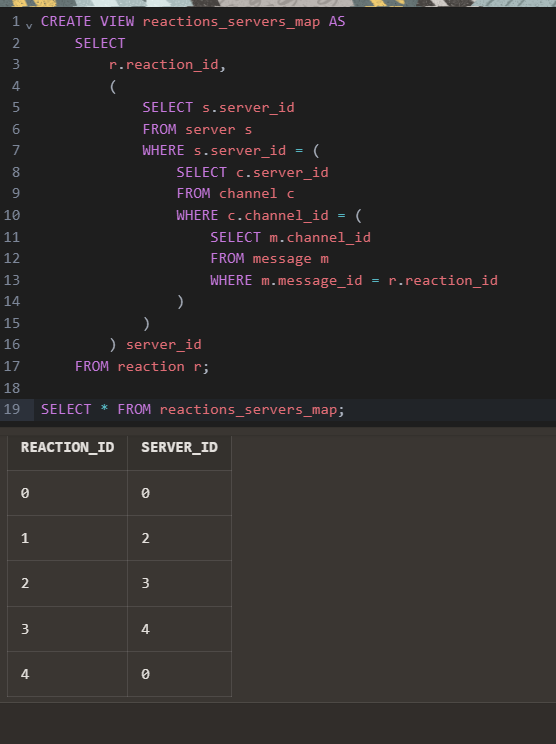 1 CREATE VIEW reactions_servers_map AS
2 SELECT
3 r.reaction_id,
4 (
5 SELECT s.server_id
6 FROM server s
7 WHERE s.server_id = (
8 SELECT c.server_id
9 FROM channel c
10 WHERE c.channel_id = (
11 SELECT m.channel_id
12 FROM message m
13 WHERE m.message_id = r.reaction_id
14 )
15 )
16 ) server_id
17 FROM reaction r;
18
19 SELECT * FROM reactions_servers_map;
REACTION_ID SERVER_ID
0 0
1 2
2 3
3 4
4 0